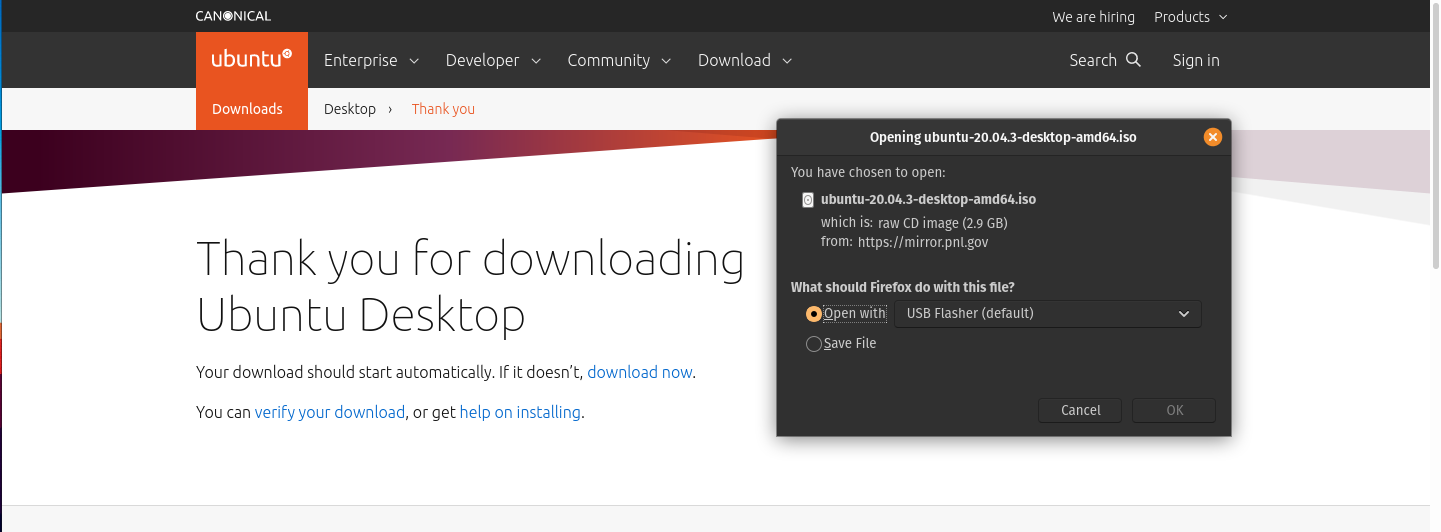 CANONICAL
We are hiring Products
ubuntu
Enterprise Developer Community Download Search Sign in
Downloads Desktop › Thank you
Opening ubuntu-20.04.3-desktop-amd64.iso
You have chosen to open:
ubuntu-20.04.3-desktop-amd64.iso
which is: raw CD image (2.9 GB)
from: https://mirror.pnl.gov
What should Firefox do with this file?
Open with USB Flasher (default)
Save File
Cancel OK
Thank you for downloading
Ubuntu Desktop
Your download should start automatically. If it doesn’t, download now.
You can verify your download, or get help on installing.